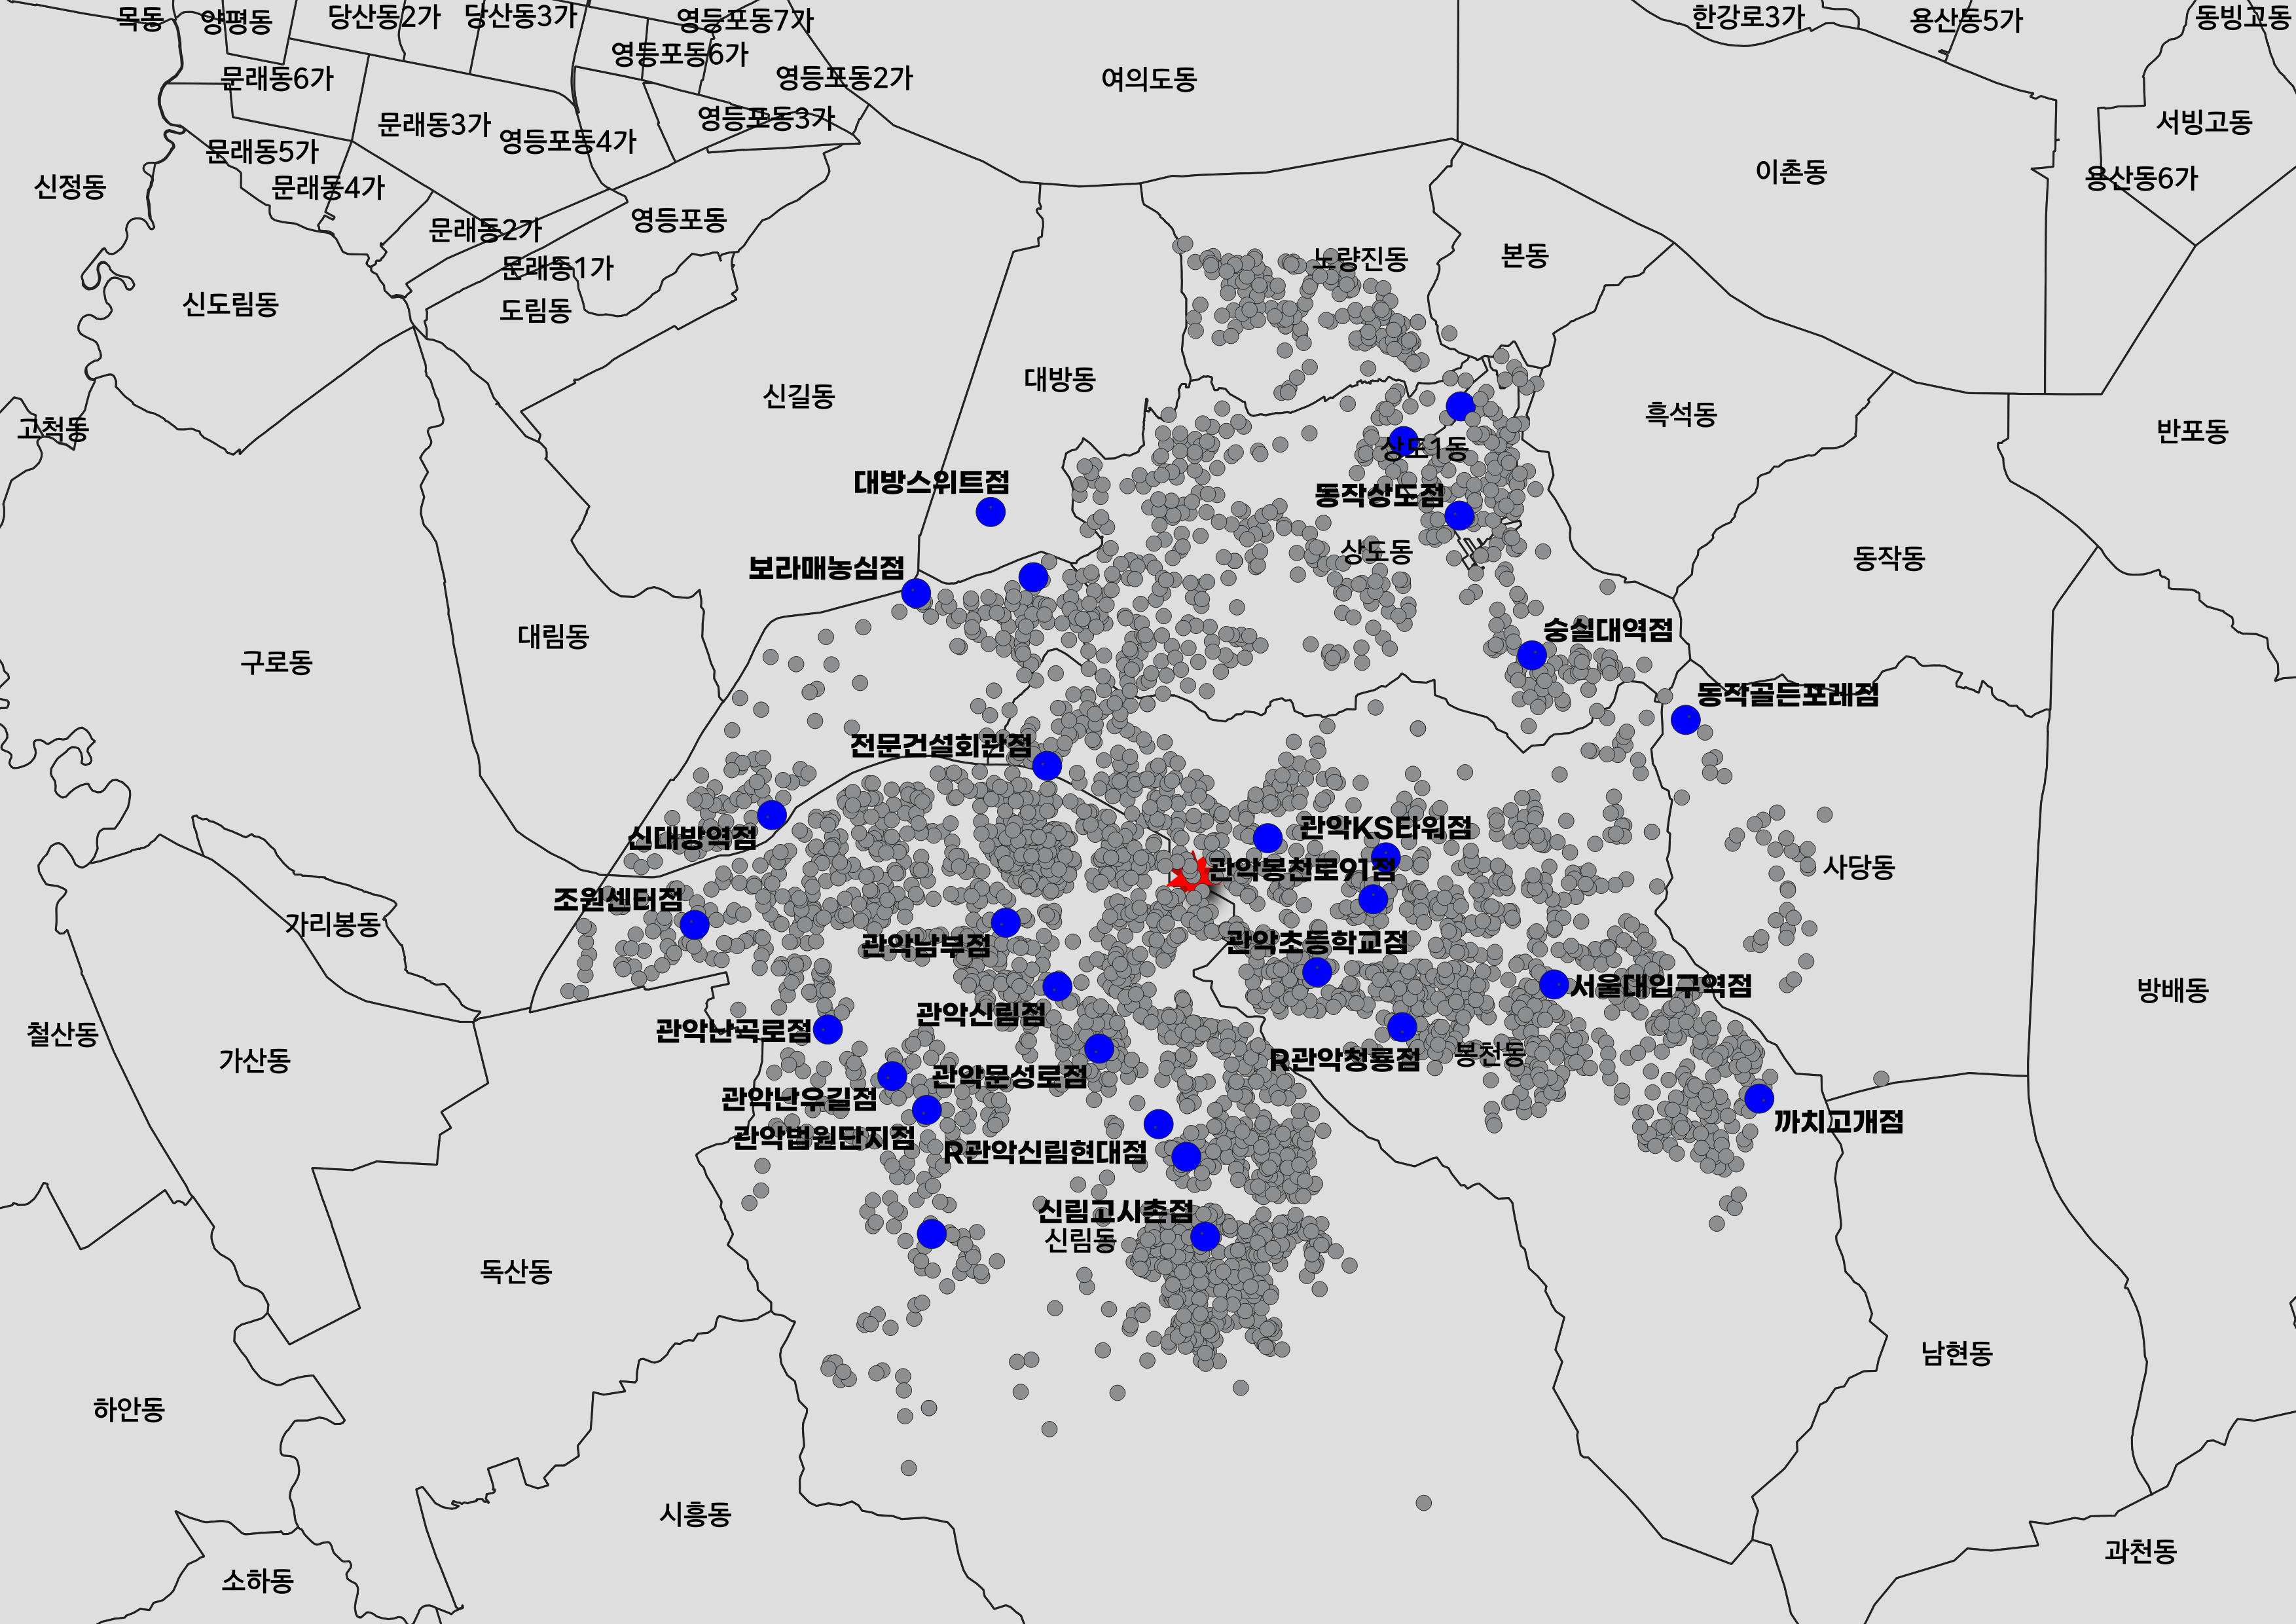 목동
양평동
당산동2가
당산동3가
영등포동7가
한강로3가
용산동5가
동빙고동
영등포동6가
문래동6가
영등포동2가
여의도동
영등포동3가
서빙고동
문래동3가
영등포동4가
문래동5가
이촌동
용산동6가
신정동
문래동4가
영등포동
문래동2가
본동
노량진동
문래동1가
신도림동
도림동
대방동
신길동
흑석동
고척동
반포동
상도1동
대방스위트점
동작상도점
상도동
동작동
보라매농심점
숭실대역점
대림동
구로동
동작골든포레점
전문건설회관점
관악KS타워점
신대방역점
관악봉천로91점
사당동
조원센터점
가리봉동
관악초등학교점
관악남부점
서울대입구역점
방배동
관악신림점
관악난곡로점
철산동
봉천동
R관악청룡점
가산동
관악문성로점
관악난우길점
까치고개점
관악법원단지점
R관악신림현대점
신림고시촌점
신림동
독산동
남현동
하안동
시흥동
과천동
소하동